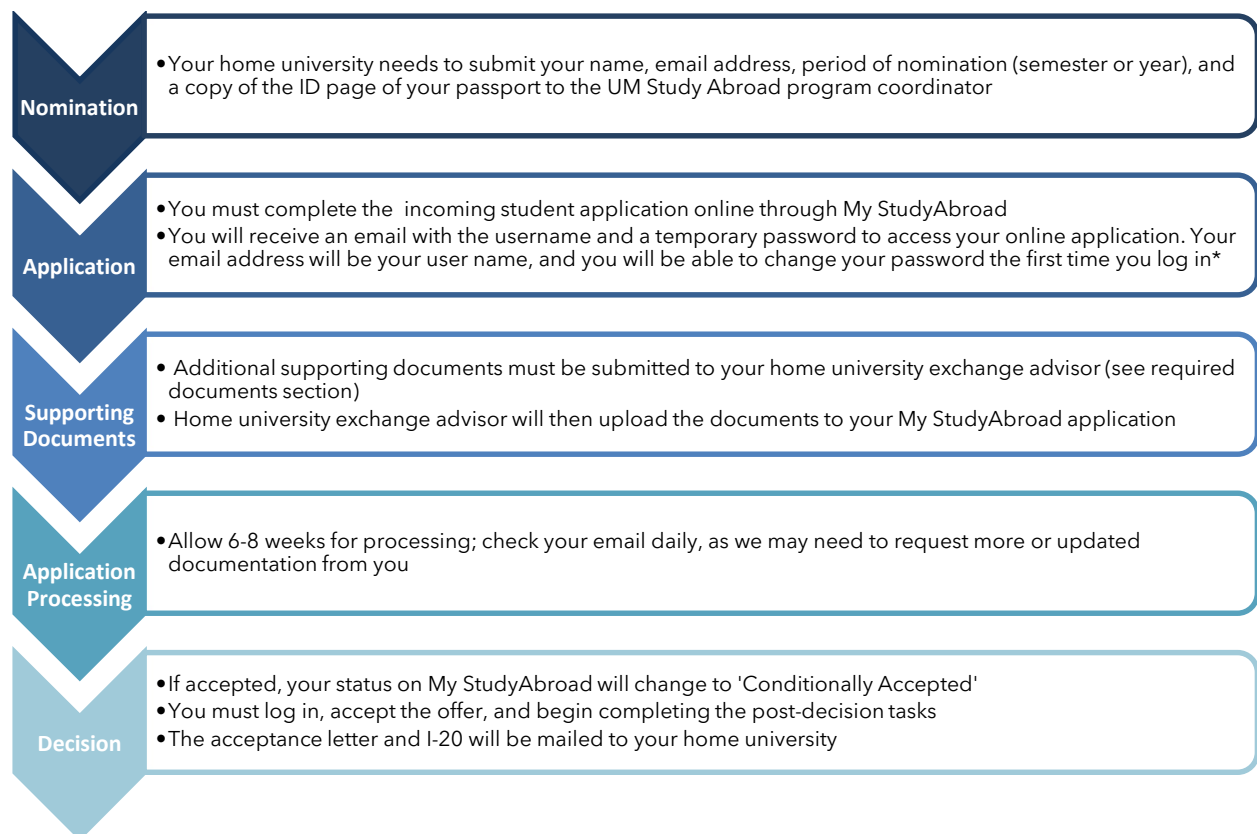 Nomination
•Your home university needs to submit your name, email address, period of nomination (semester or year), and
a copy of the ID page of your passport to the UM Study Abroad program coordinator
Application
•You must complete the  incoming student application online through My StudyAbroad
•You will receive an email with the username and a temporary password to access your online application. Your
email address will be your user name, and you will be able to change your password the first time you log in*
Supporting
Documents
• Additional supporting documents must be submitted to your home university exchange advisor (see required
documents section)
• Home university exchange advisor will then upload the documents to your My StudyAbroad application
Application
Processing
•Allow 6-8 weeks for processing; check your email daily, as we may need to request more or updated
documentation from you
Decision
•If accepted, your status on My StudyAbroad will change to 'Conditionally Accepted'
•You must log in, accept the offer, and begin completing the post-decision tasks
•The acceptance letter and I-20 will be mailed to your home university